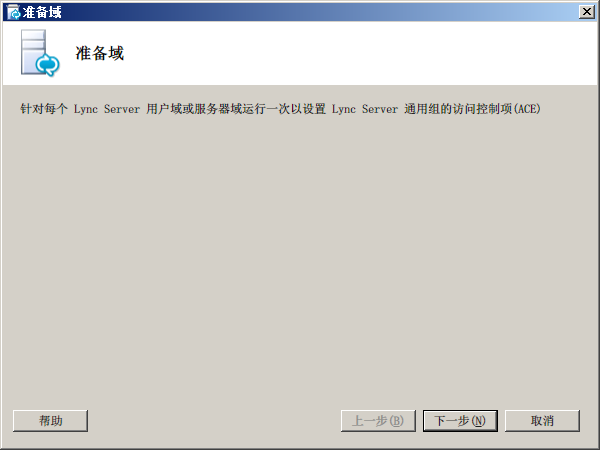 准备域
准备域
针对每个 Lync Server 用户域或服务器域运行一次以设置 Lync Server 通用组的访问控制项(ACE)
帮助
上一步(B)
下一步(N)
取消